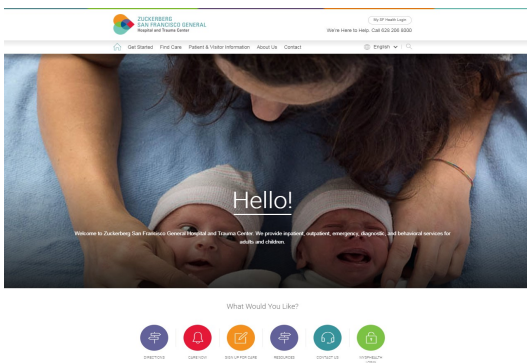 ZUCKERBERG
SAN FRANCISCO GENERAL
Hospital and Trauma Center
My SF Health Login
We're Here to Help. Call 628 206 8000
Get Started Find Care Patient & Visitor Information About Us Contact
English
Hello!
Welcome to Zuckerberg San Francisco General Hospital and Trauma Center. We provide inpatient, outpatient, emergency, diagnostic, and behavioral services for
adults and children.
What Would You Like?
DIRECTIONS CARE NOW SIGN UP FOR CARE RESOURCES CONTACT US MYSFHEALTH
LOGIN